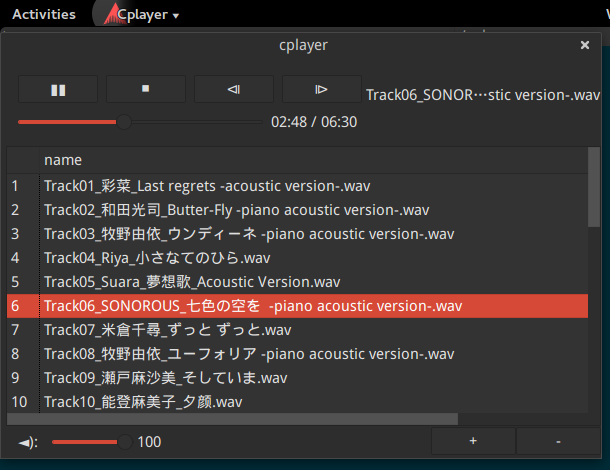 Activities Cplayer ▾
cplayer ×
Track06_SONOR⋯stic version-.wav
02:48 / 06:30
name
1 Track01_彩菜_Last regrets -acoustic version-.wav
2 Track02_和田光司_Butter-Fly -piano acoustic version-.wav
3 Track03_牧野由依_ウンディーネ -piano acoustic version-.wav
4 Track04_Riya_小さなてのひら.wav
5 Track05_Suara_夢想歌_Acoustic Version.wav
6 Track06_SONOROUS_七色の空を -piano acoustic version-.wav
7 Track07_米倉千尋_ずっと ずっと.wav
8 Track08_牧野由依_ユーフォリア -piano acoustic version-.wav
9 Track09_瀬戸麻沙美_そしていま.wav
10 Track10_能登麻美子_夕顔.wav
◄): 100 + -